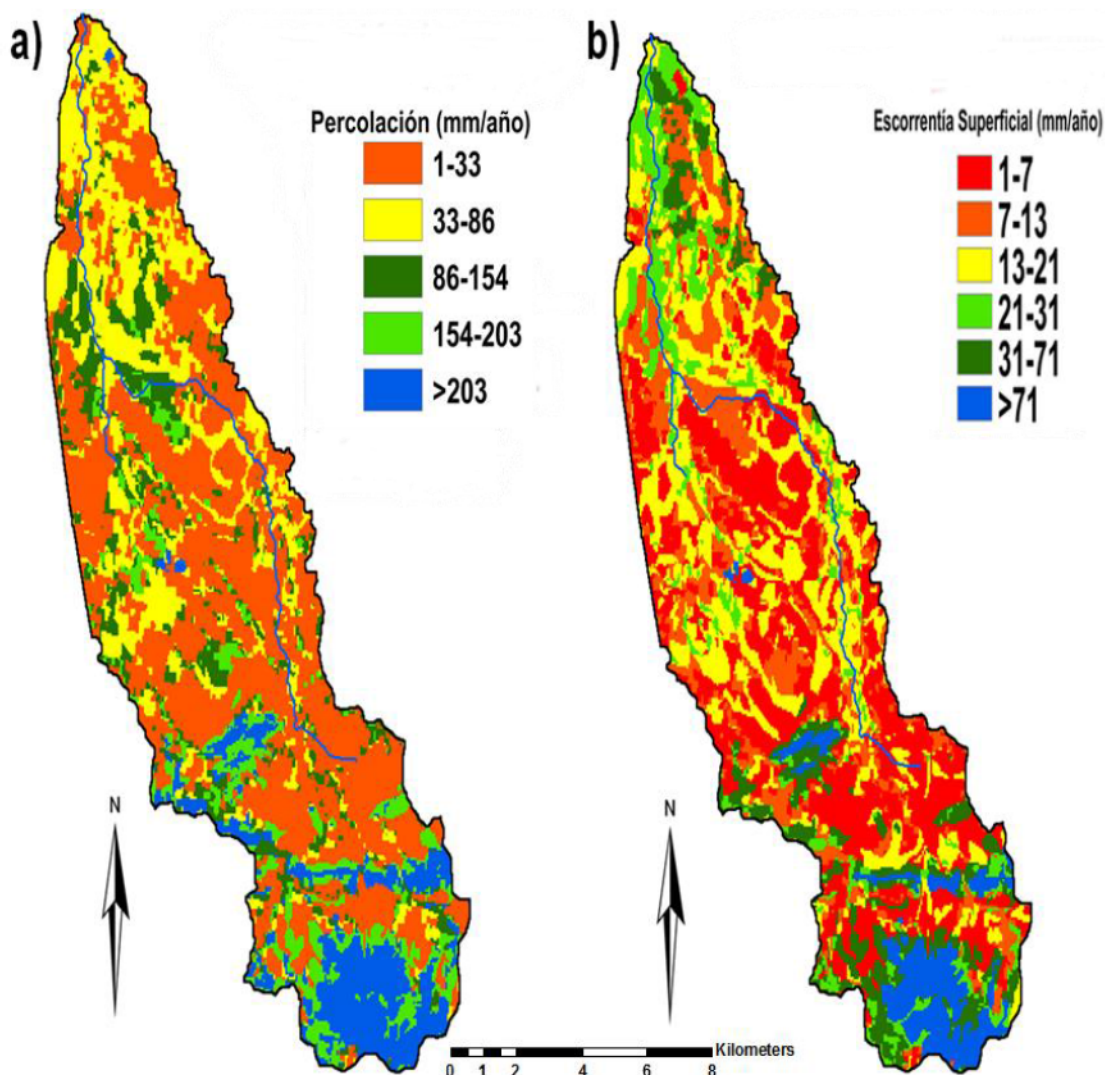 a)
Percolación (mm/año)
1-33
33-86
86-154
154-203
>203
N
b)
Escorrentía Superficial (mm/año)
1-7
7-13
13-21
21-31
31-71
>71
N
Kilometers
0 1 2 4 6 8